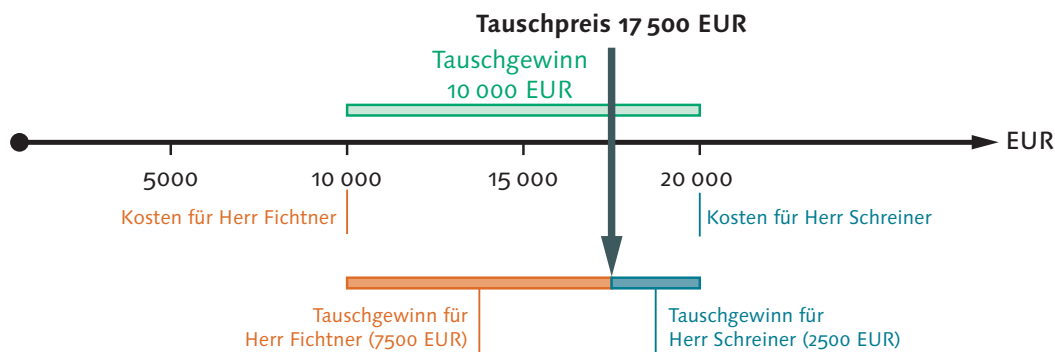 Tauschpreis 17 500 EUR
Tauschgewinn
10 000 EUR
EUR
5000
10 000
15 000
20 000
Kosten für Herr Fichtner
Kosten für Herr Schreiner
Tauschgewinn für
Herr Fichtner (7500 EUR)
Tauschgewinn für
Herr Schreiner (2500 EUR)